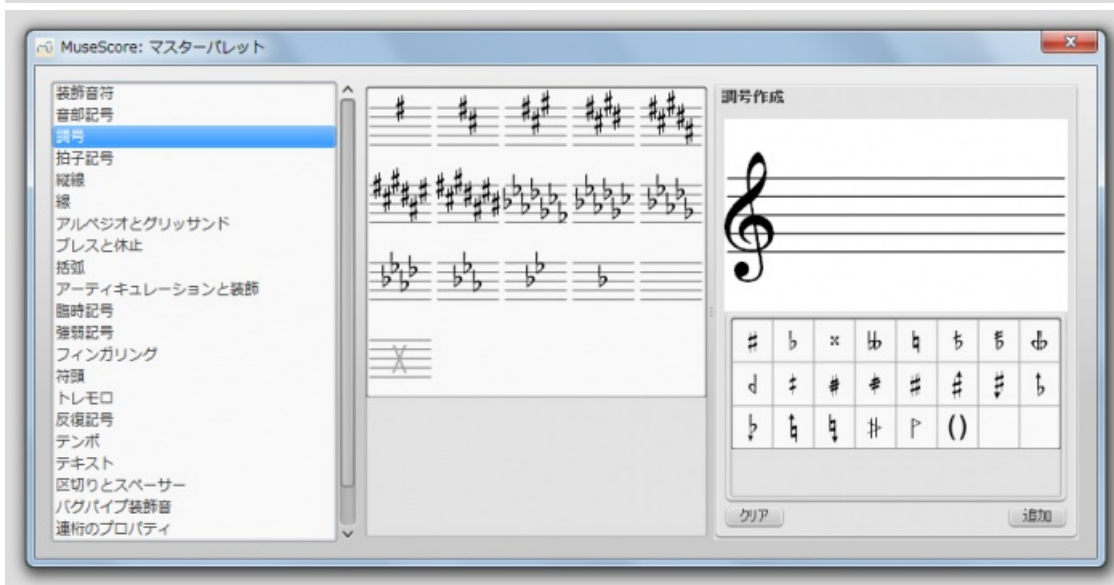 MuseScore: マスターパレット
装飾音符
音部記号
調号
拍子記号
縦線
線
アルペジオとグリッサンド
ブレスと休止
括弧
アーティキュレーションと装飾
臨時記号
強弱記号
フィンガリング
符頭
トレモロ
反復記号
テンポ
テキスト
区切りとスペーサー
バグパイプ装飾音
連桁のプロパティ
調号作成
クリア
追加